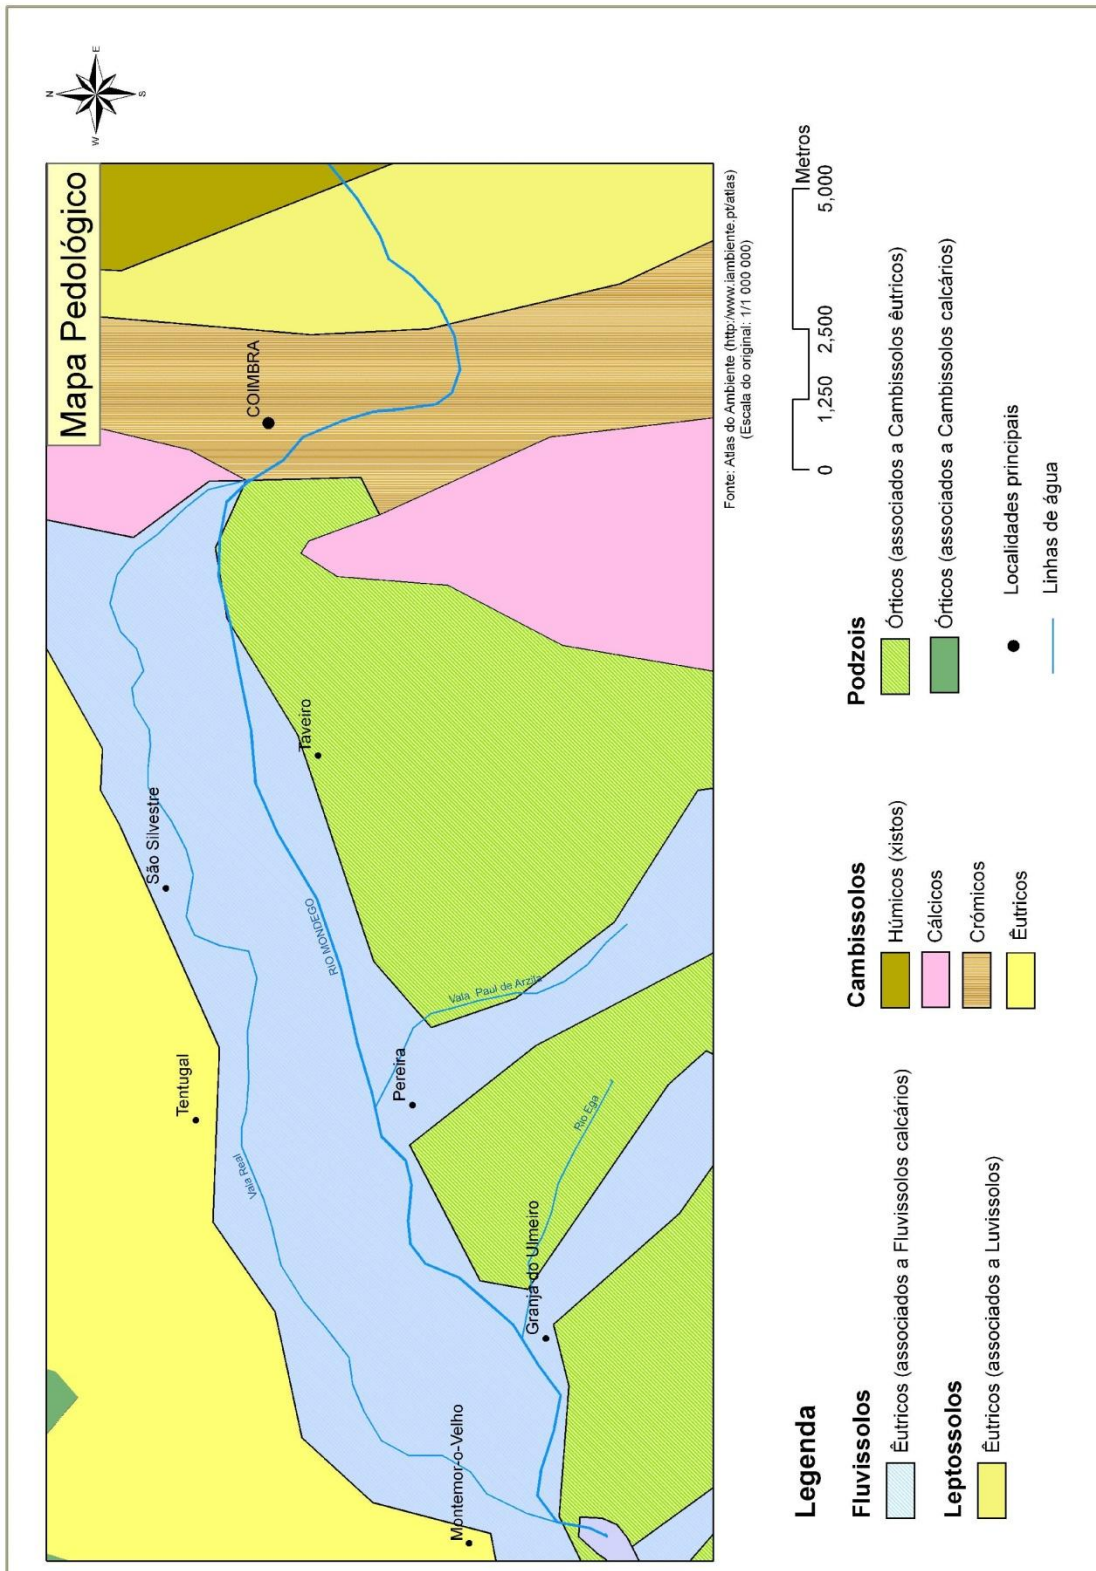 Mapa Pedológico
N
E
S
W
COIMBRA
São Silvestre
Taveiro
Tentugal
RIO MONDEGO
Vala Paul de Arzila
Pereira
Vala Real
Rio Ega
Granja do Ulmeiro
Montemor-o-Velho
Fonte: Atlas do Ambiente (http:/www.iambiente.pt/atlas)
(Escala do original: 1/1 000 000)
0 1,250 2,500 5,000
Metros
Legenda
Fluvissolos
Êutricos (associados a Fluvissolos calcários)
Leptossolos
Êutricos (associados a Luvissolos)
Cambissolos
Húmicos (xistos)
Cálcicos
Crómicos
Êutricos
Podzois
Órticos (associados a Cambissolos êutricos)
Órticos (associados a Cambissolos calcários)
Localidades principais
Linhas de água